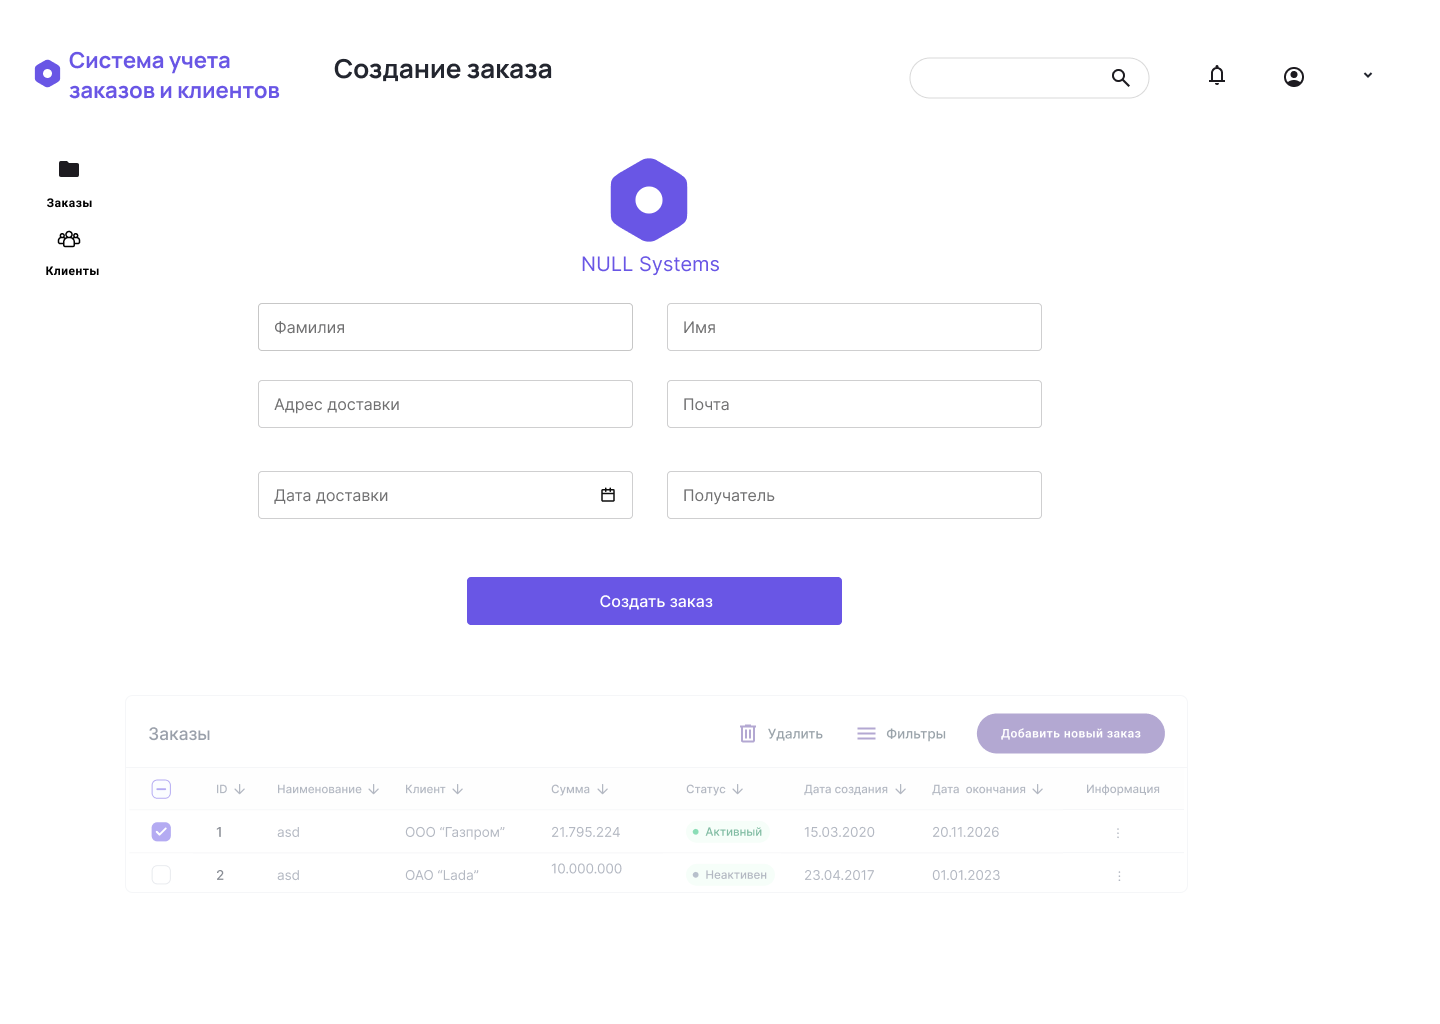 Система учета
заказов и клиентов
Создание заказа
Заказы
Клиенты
NULL Systems
Фамилия
Имя
Адрес доставки
Почта
Дата доставки
Получатель
Создать заказ
Заказы
Удалить
Фильтры
Добавить новый заказ
ID
Наименование
Клиент
Сумма
Статус
Дата создания
Дата окончания
Информация
1
asd
ООО “Газпром”
21.795.224
Активный
15.03.2020
20.11.2026
2
asd
ОАО “Lada”
10.000.000
Неактивен
23.04.2017
01.01.2023